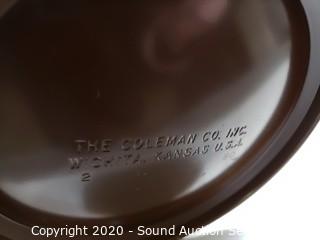 THE COLEMAN CO. INC.
WICHITA, KANSAS U.S.A.
2
Copyright 2020 - Sound Auction Se